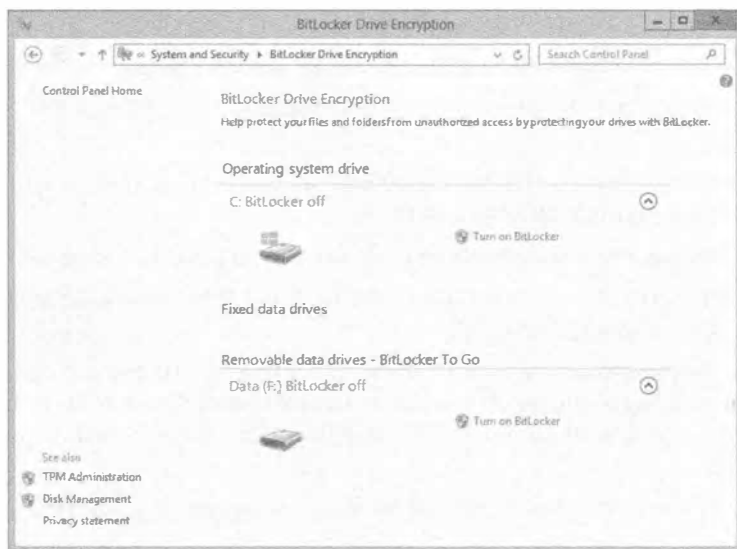 BitLocker Drive Encryption
System and Security ▸ BitLocker Drive Encryption
Search Control Panel
Control Panel Home
BitLocker Drive Encryption
Help protect your files and folders from unauthorized access by protecting your drives with BitLocker.
Operating system drive
C: BitLocker off
Turn on BitLocker
Fixed data drives
Removable data drives - BitLocker To Go
Data (F:) BitLocker off
Turn on BitLocker
See also
TPM Administration
Disk Management
Privacy statement